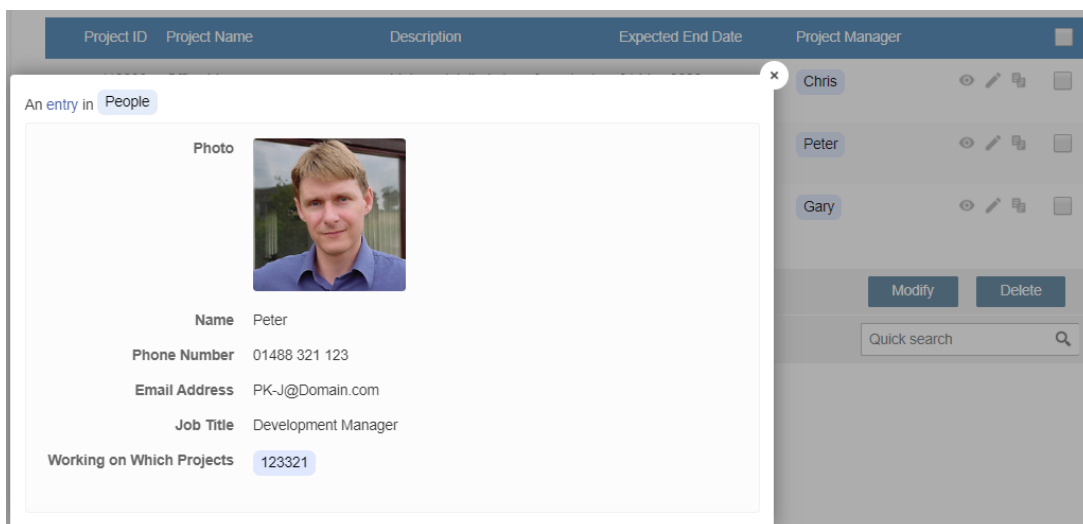 Project ID Project Name Description Expected End Date Project Manager
Chris
An entry in People
Photo
Peter
Gary
Modify Delete
Name Peter
Quick search
Phone Number 01488 321 123
Email Address PK-J@Domain.com
Job Title Development Manager
Working on Which Projects 123321